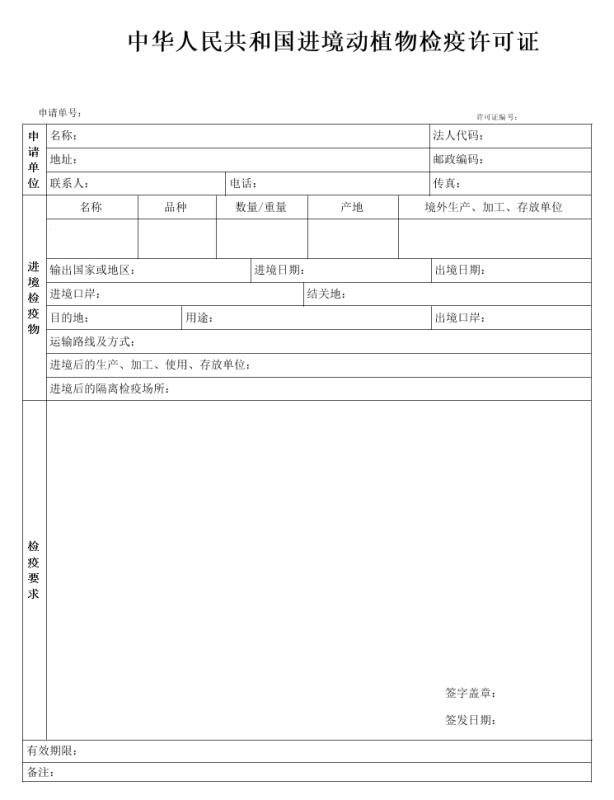 中华人民共和国进境动植物检疫许可证
申请单号： 许可证编号：
申请单位
名称： 法人代码：
地址： 邮政编码：
联系人： 电话： 传真：
进境检疫物
名称 品种 数量/重量 产地 境外生产、加工、存放单位
输出国家或地区： 进境日期： 出境日期：
进境口岸： 结关地：
目的地： 用途： 出境口岸：
运输路线及方式：
进境后的生产、加工、使用、存放单位：
进境后的隔离检疫场所：
检疫要求
签字盖章：
签发日期：
有效期限：
备注：